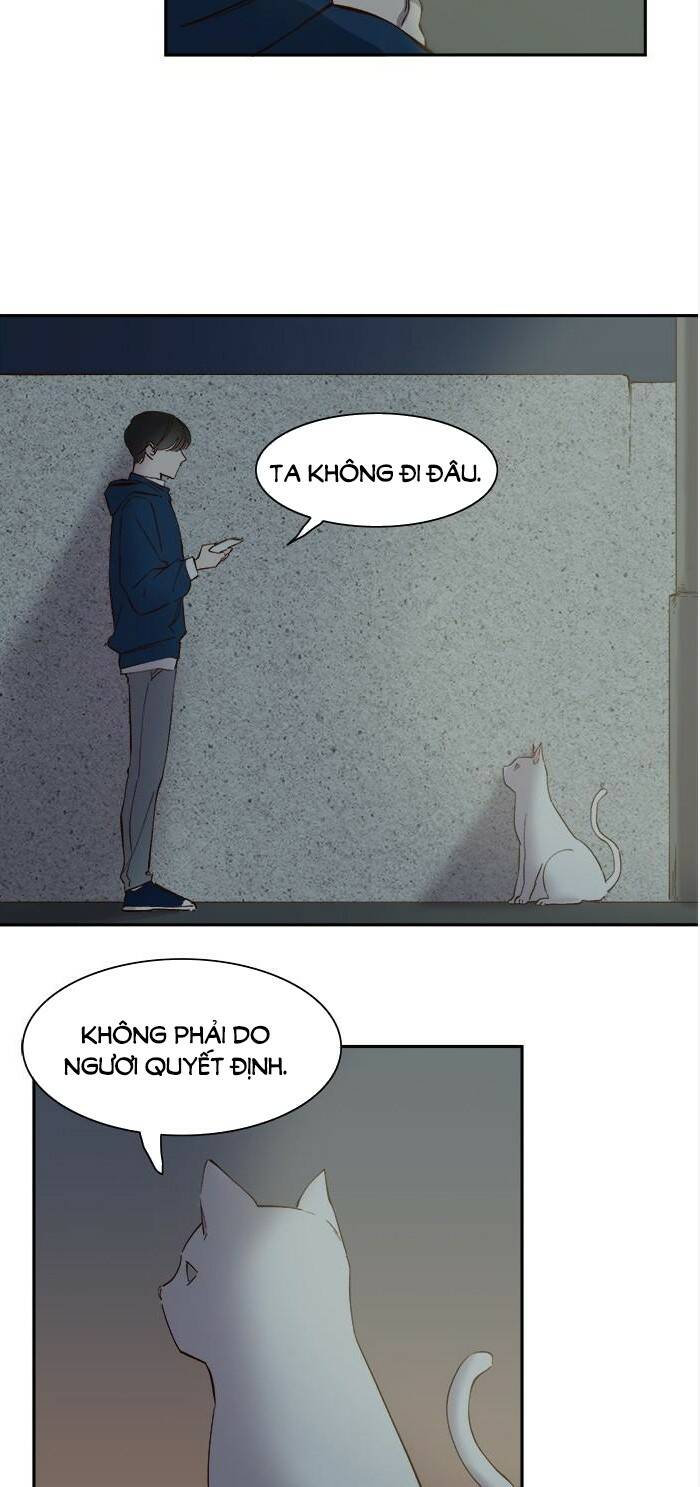 TA KHÔNG ĐI ĐÂU.
KHÔNG PHẢI DO
NGƯƠI QUYẾT ĐỊNH.